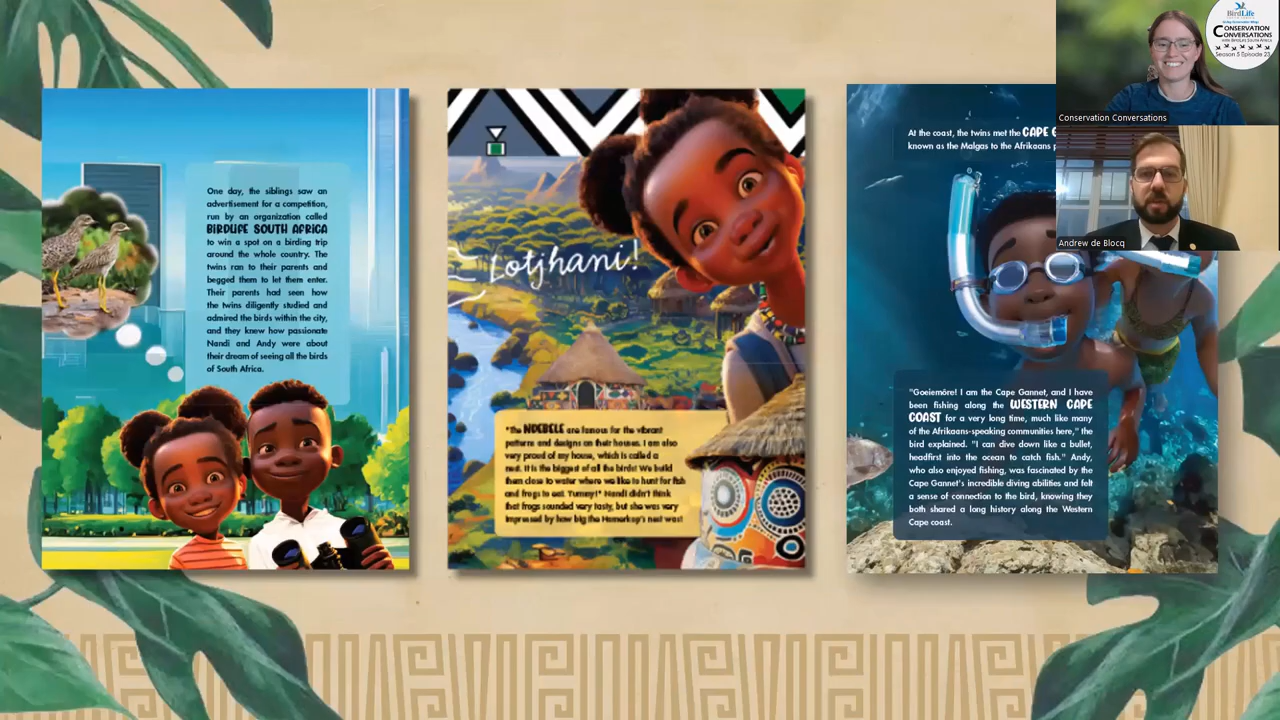 One day, the siblings saw an
advertisement for a competition,
run by an organization called
BIRDLIFE SOUTH AFRICA
to win a spot on a birding trip
around the whole country. The
twins ran to their parents and
begged them to let them enter.
Their parents had seen how
the twins diligently studied and
admired the birds within the city,
and they knew how passionate
Nandi and Andy were about
their dream of seeing all the birds
of South Africa.
Lotjhani!
"The NDEBELE are famous for the vibrant
patterns and designs on their houses. I am also
very proud of my house, which is called a
nest. It is the biggest of all the birds! We build
them close to water where we like to hunt for fish
and frogs to eat. Yummy!" Nandi didn't think
that frogs sounded very tasty, but she was very
impressed by how big the Hamerkop's nest was!
At the coast, the twins met the CAPE G
known as the Malgas to the Afrikaans
"Goeiemôre! I am the Cape Gannet, and I have
been fishing along the WESTERN CAPE
COAST for a very long time, much like many
of the Afrikaans-speaking communities here," the
bird explained. "I can dive down like a bullet,
headfirst into the ocean to catch fish." Andy,
who also enjoyed fishing, was fascinated by the
Cape Gannet's incredible diving abilities and felt
a sense of connection to the bird, knowing they
both shared a long history along the Western
Cape coast.
BirdLife
CONSERVATION
CONVERSATIONS
Season 5 Episode 23
Conservation Conversations
Andrew de Blocq